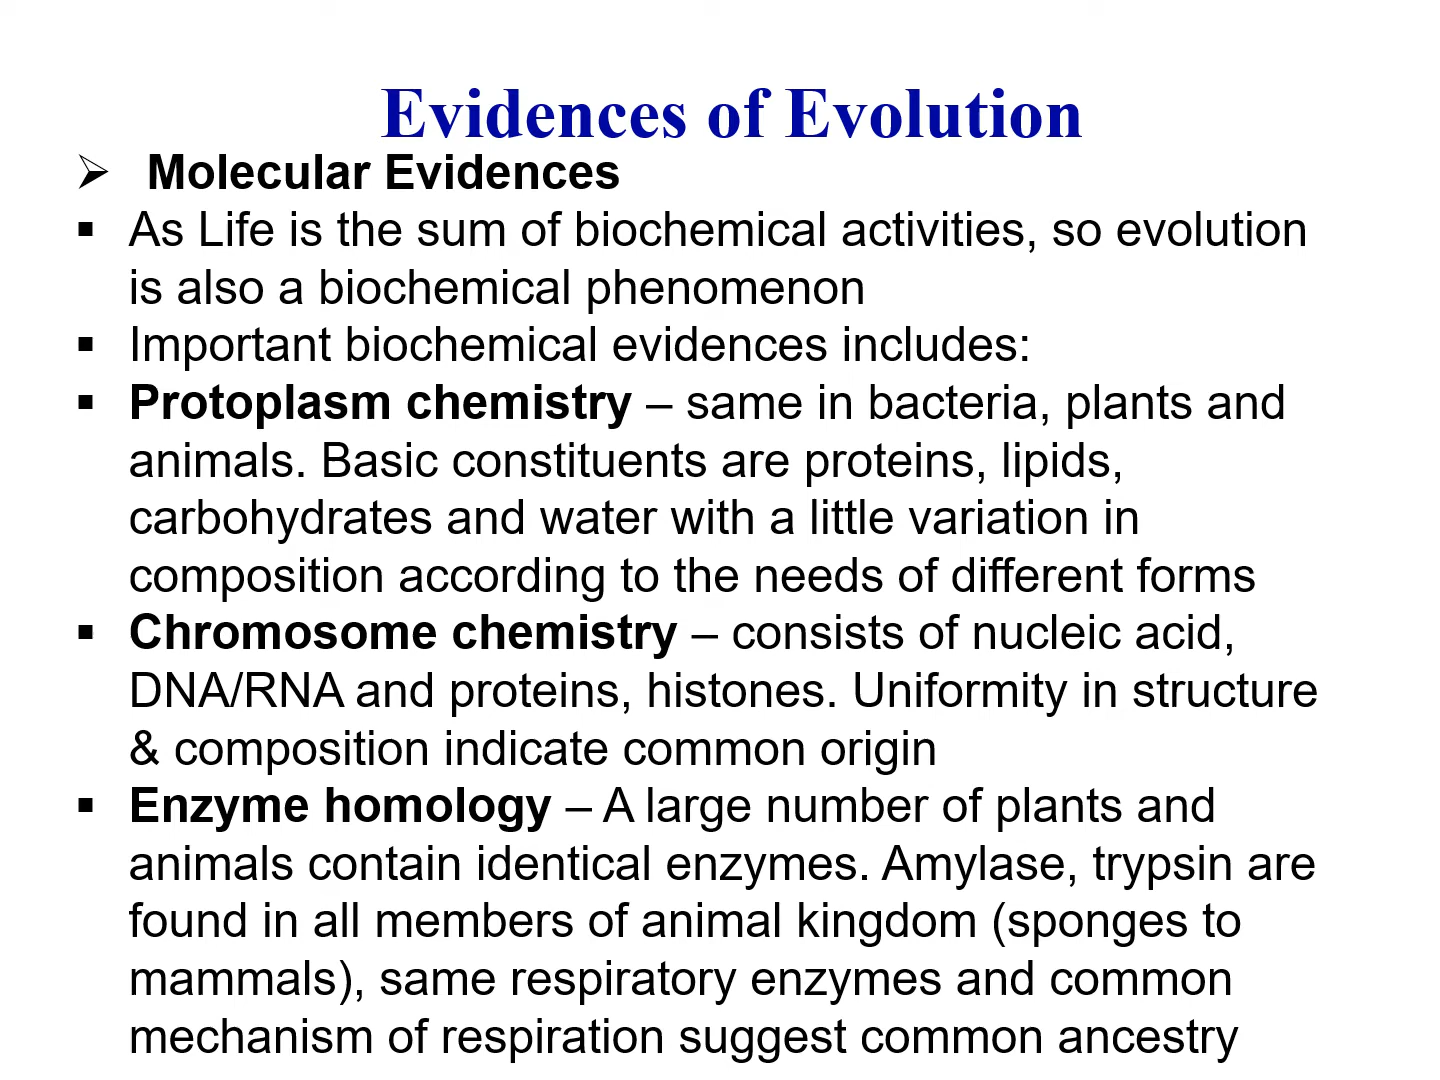 Evidences of Evolution
➢ Molecular Evidences
▪ As Life is the sum of biochemical activities, so evolution
is also a biochemical phenomenon
▪ Important biochemical evidences includes:
▪ Protoplasm chemistry – same in bacteria, plants and
animals. Basic constituents are proteins, lipids,
carbohydrates and water with a little variation in
composition according to the needs of different forms
▪ Chromosome chemistry – consists of nucleic acid,
DNA/RNA and proteins, histones. Uniformity in structure
& composition indicate common origin
▪ Enzyme homology – A large number of plants and
animals contain identical enzymes. Amylase, trypsin are
found in all members of animal kingdom (sponges to
mammals), same respiratory enzymes and common
mechanism of respiration suggest common ancestry